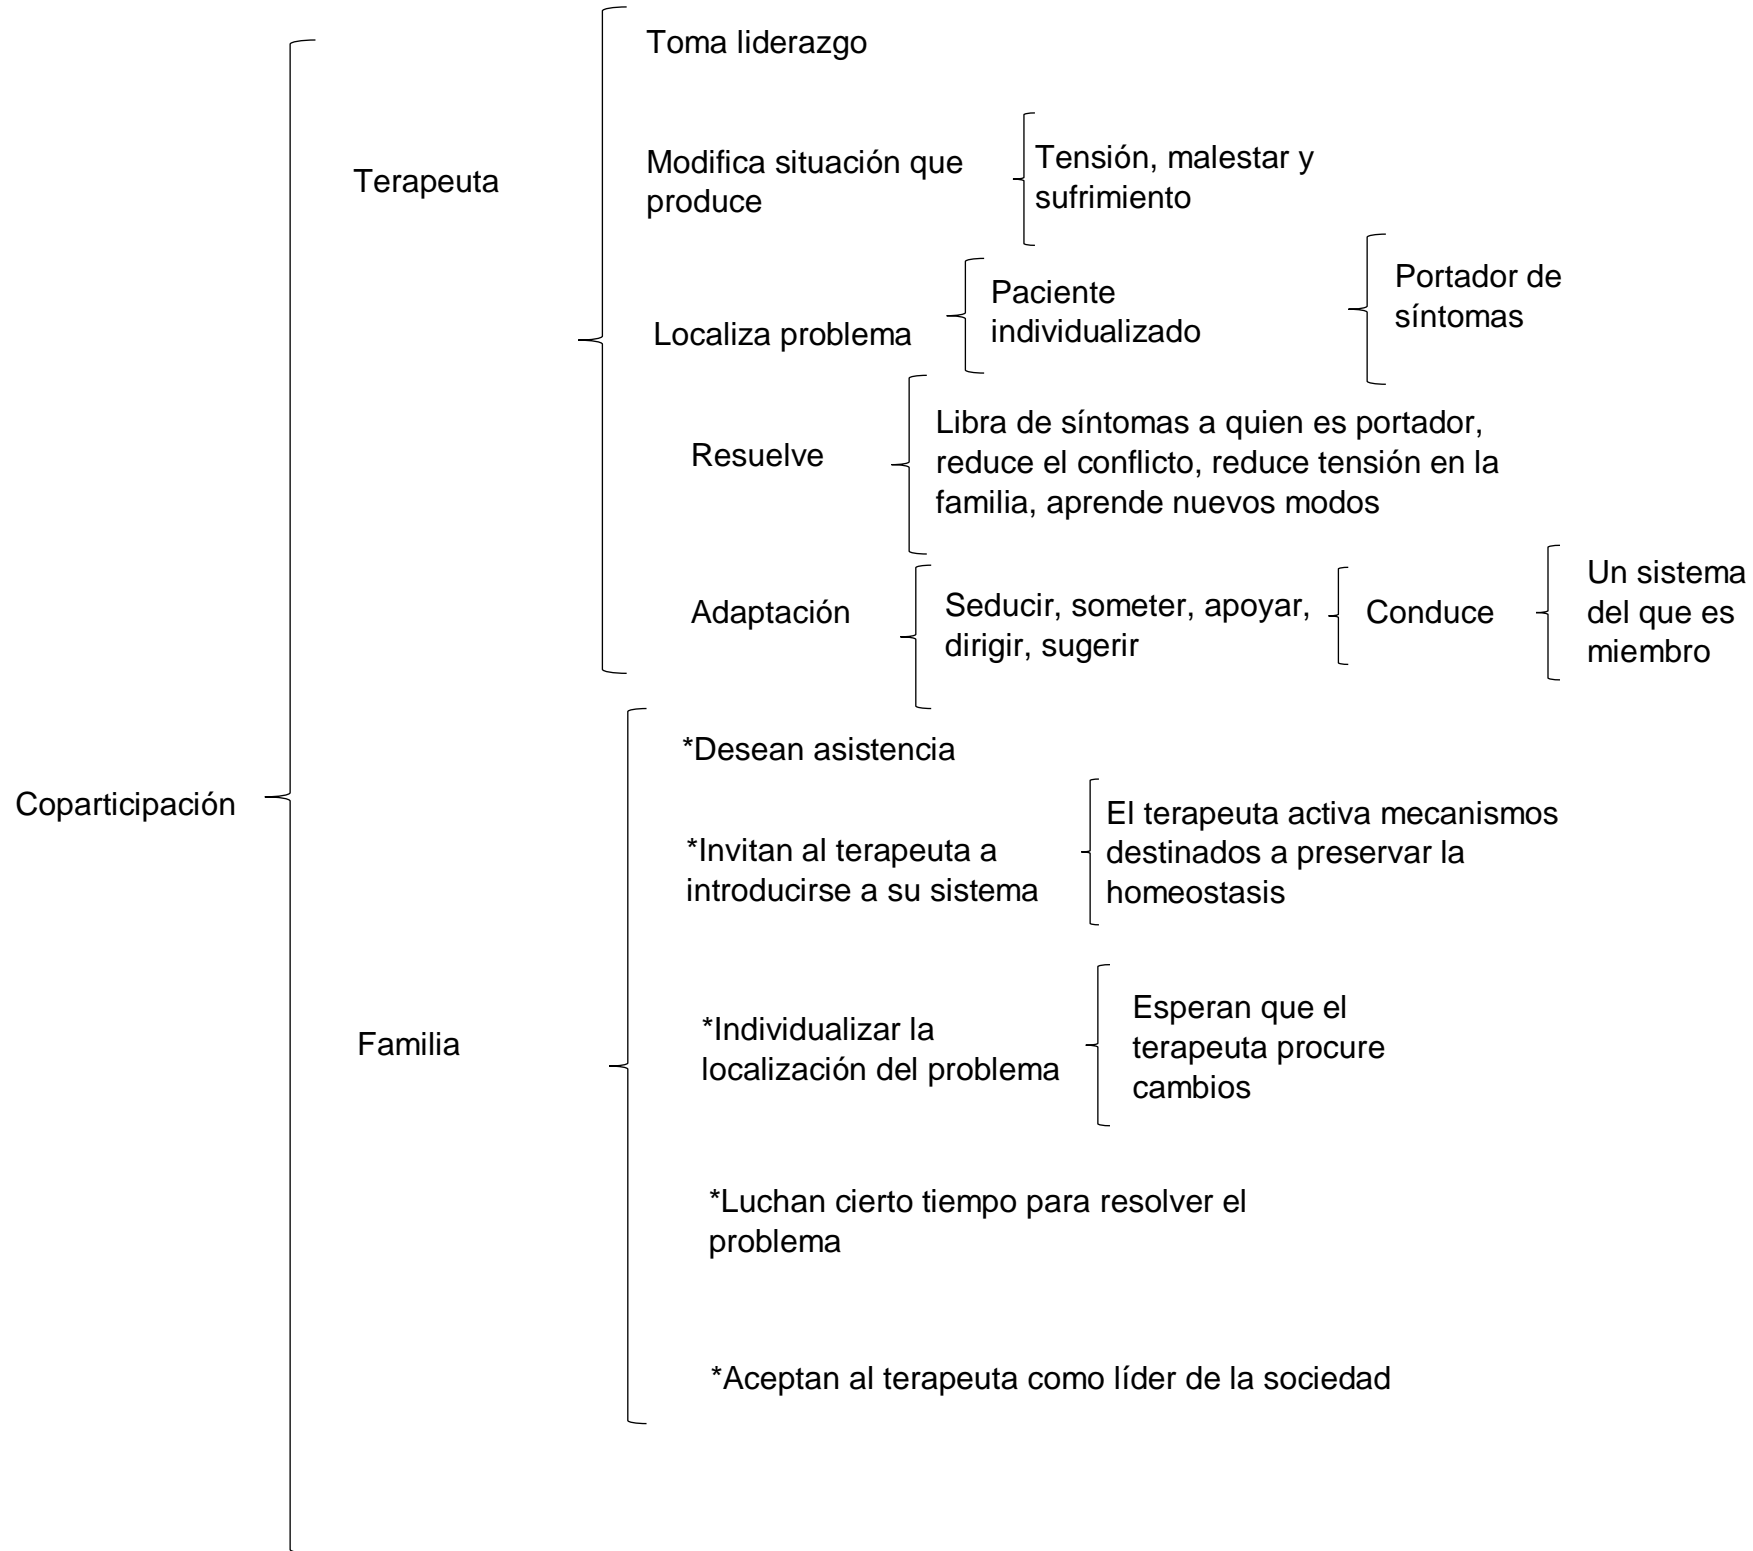 Coparticipación
Terapeuta
Toma liderazgo
Modifica situación que
produce
Tensión, malestar y
sufrimiento
Localiza problema
Paciente
individualizado
Portador de
síntomas
Resuelve
Libra de síntomas a quien es portador,
reduce el conflicto, reduce tensión en la
familia, aprende nuevos modos
Adaptación
Seducir, someter, apoyar,
dirigir, sugerir
Conduce
Un sistema
del que es
miembro
Familia
*Desean asistencia
*Invitan al terapeuta a
introducirse a su sistema
El terapeuta activa mecanismos
destinados a preservar la
homeostasis
*Individualizar la
localización del problema
Esperan que el
terapeuta procure
cambios
*Luchan cierto tiempo para resolver el
problema
*Aceptan al terapeuta como líder de la sociedad